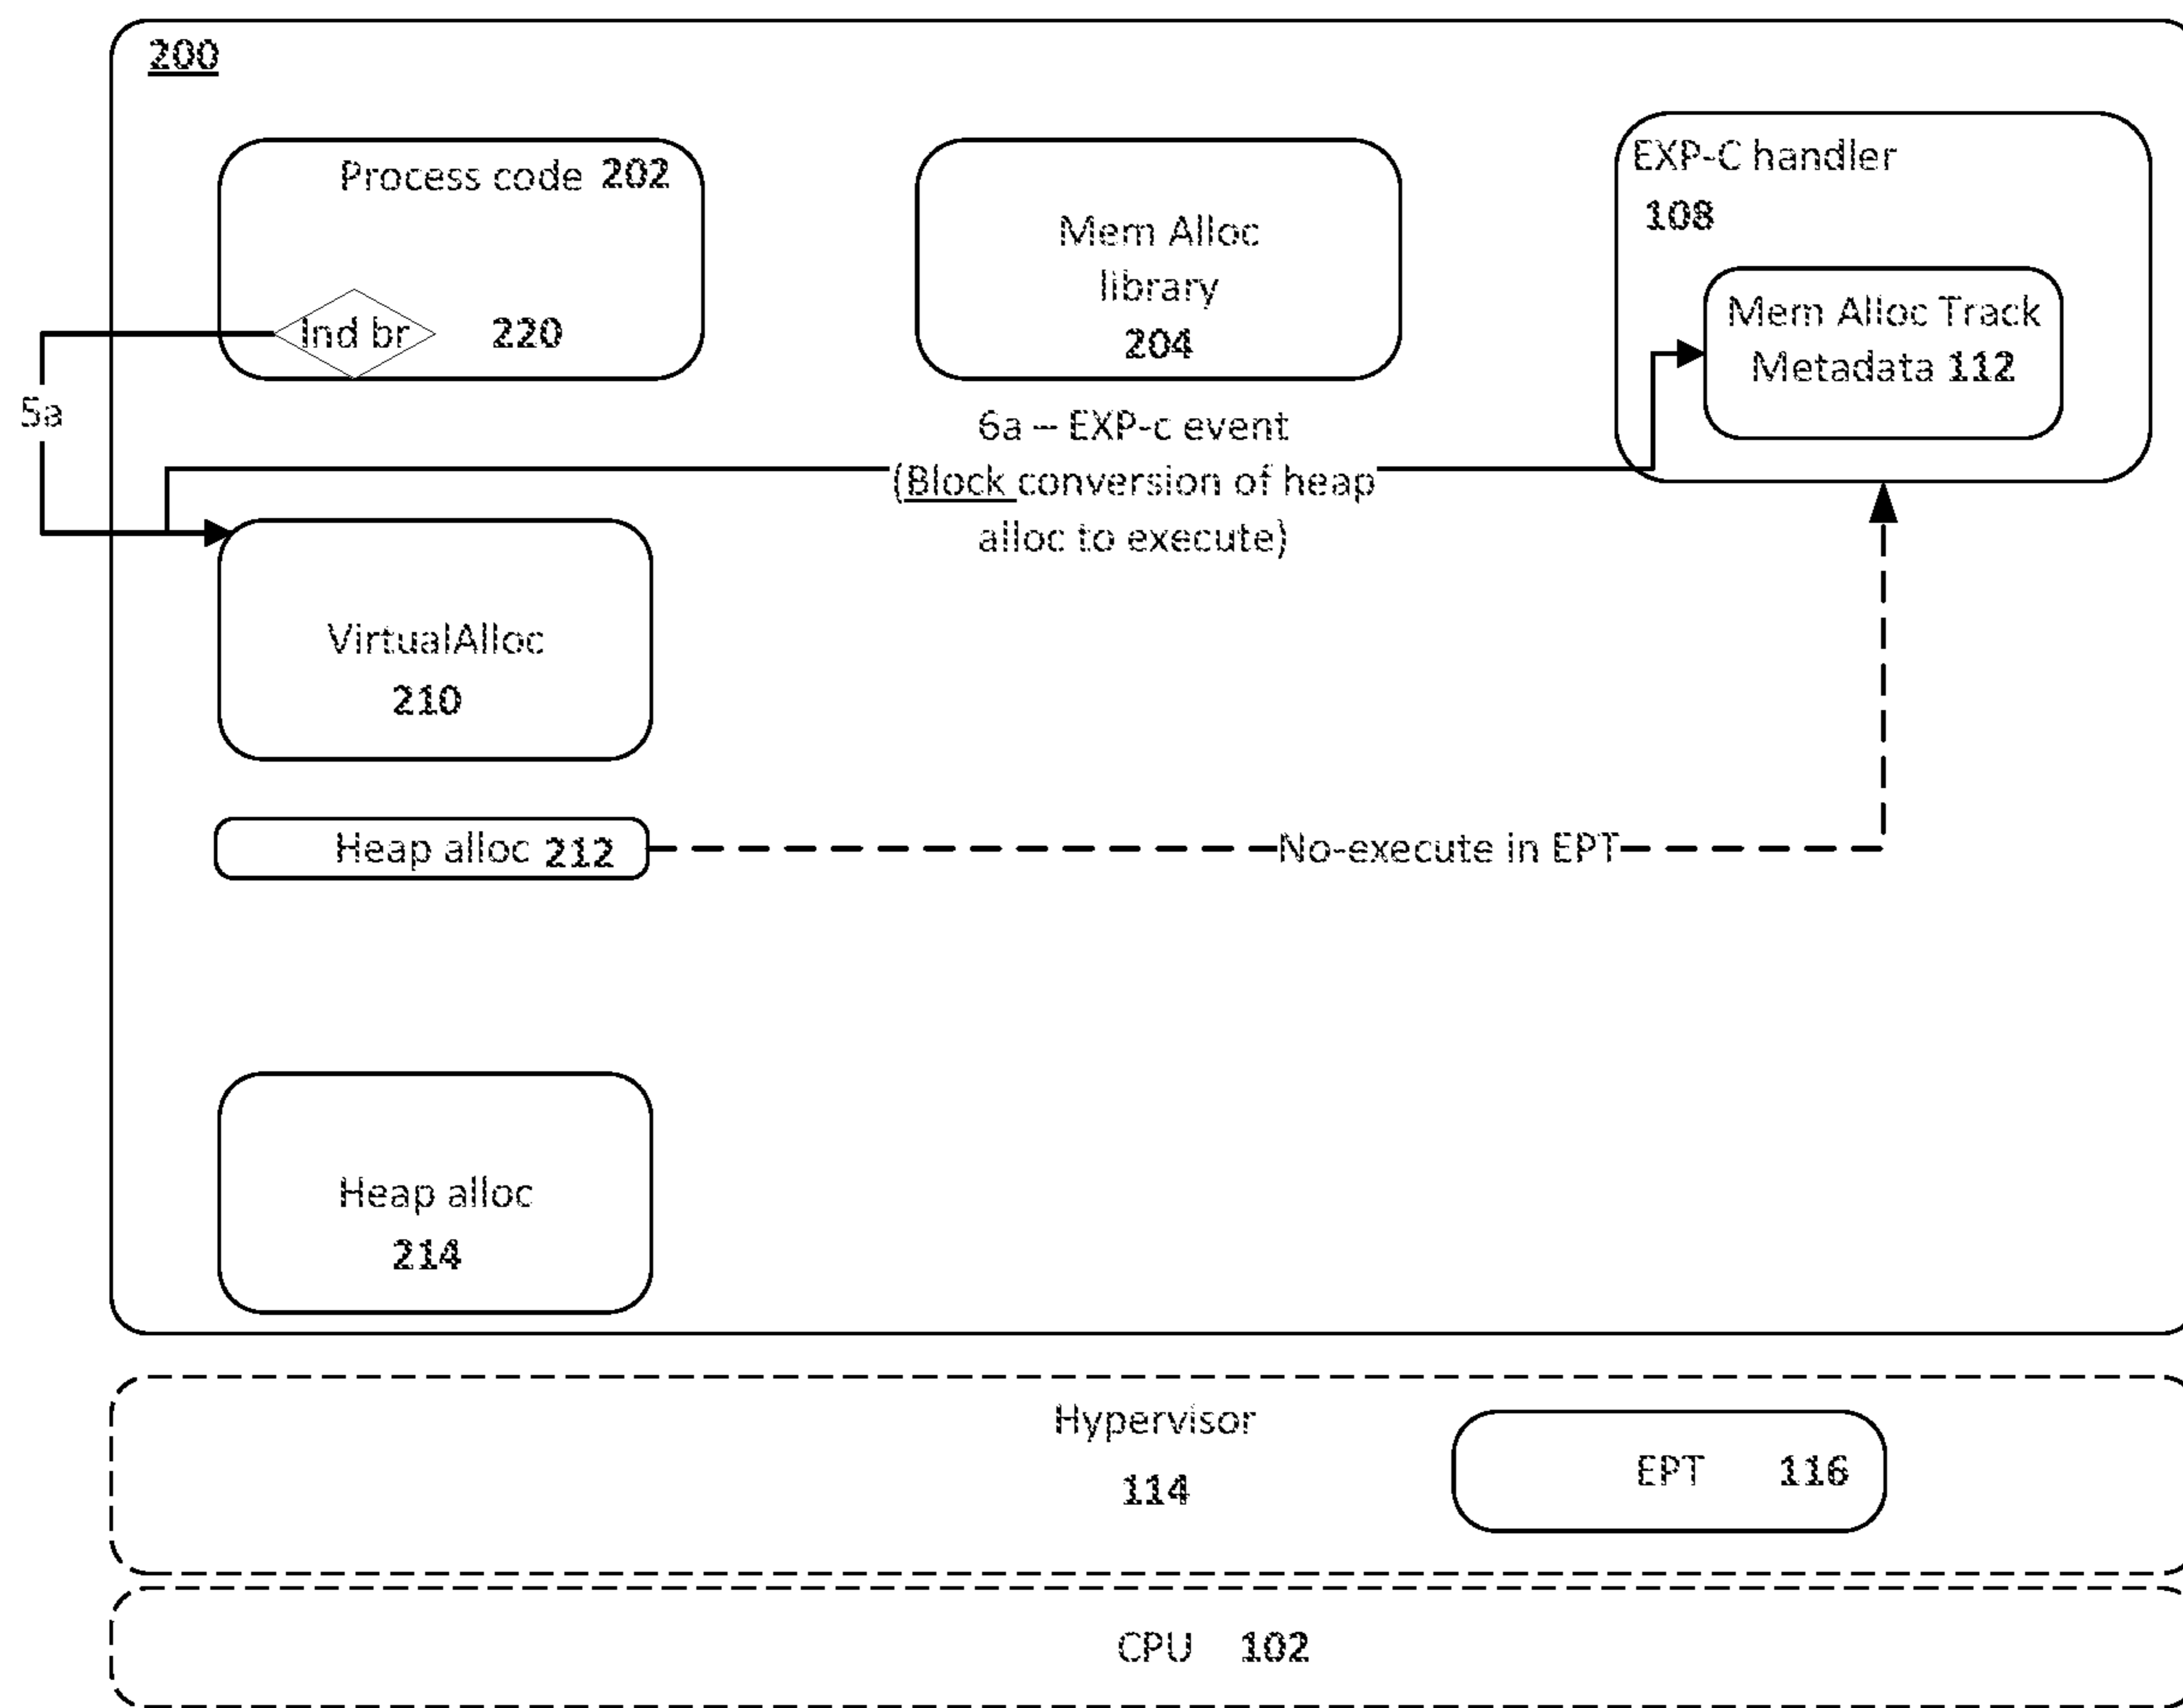 200
Process code 202
Ind br 220
Mem Alloc
library
204
EXP-C handler
108
Mem Alloc Track
Metadata 112
5a
6a – EXP-c event
(Block conversion of heap
alloc to execute)
VirtualAlloc
210
Heap alloc 212
No-execute in EPT
Heap alloc
214
Hypervisor
114
EPT 116
CPU 102